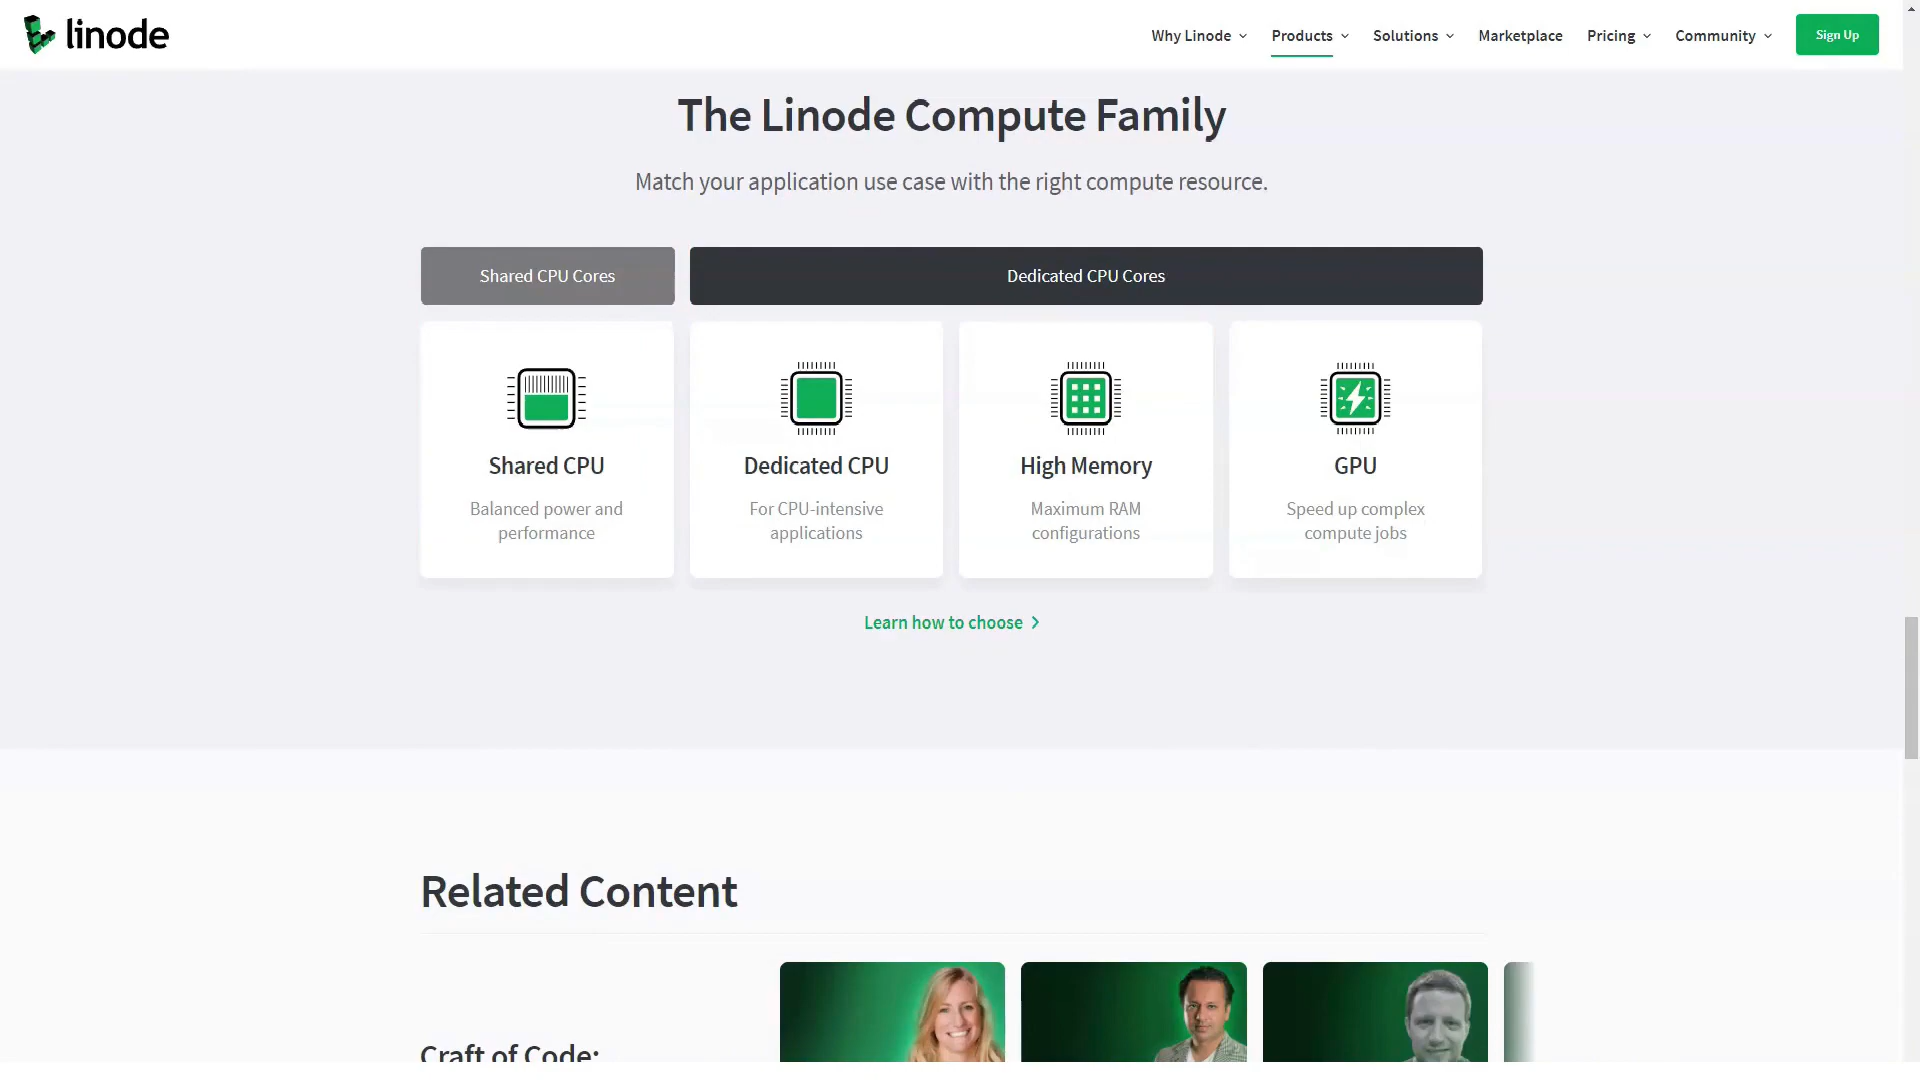 linode
Why Linode
Products
Solutions
Marketplace
Pricing
Community
Sign Up
The Linode Compute Family
Match your application use case with the right compute resource.
Shared CPU Cores
Dedicated CPU Cores
Shared CPU
Balanced power and
performance
Dedicated CPU
For CPU-intensive
applications
High Memory
Maximum RAM
configurations
GPU
Speed up complex
compute jobs
Learn how to choose
Related Content
Craft of Code: